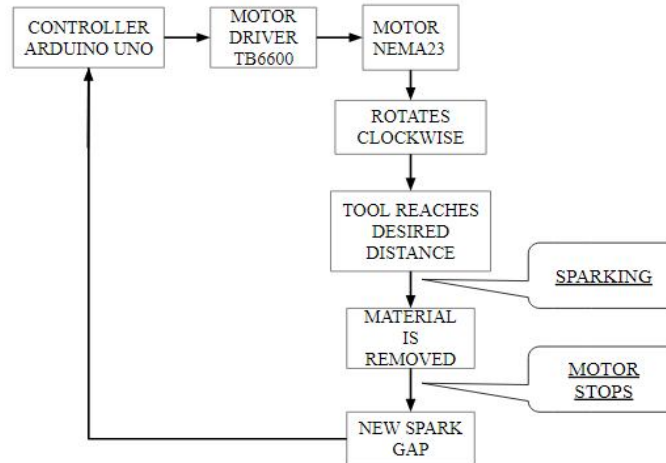 CONTROLLER
ARDUINO UNO
MOTOR
DRIVER
TB6600
MOTOR
NEMA23
ROTATES
CLOCKWISE
TOOL REACHES
DESIRED
DISTANCE
SPARKING
MATERIAL
IS
REMOVED
MOTOR
STOPS
NEW SPARK
GAP